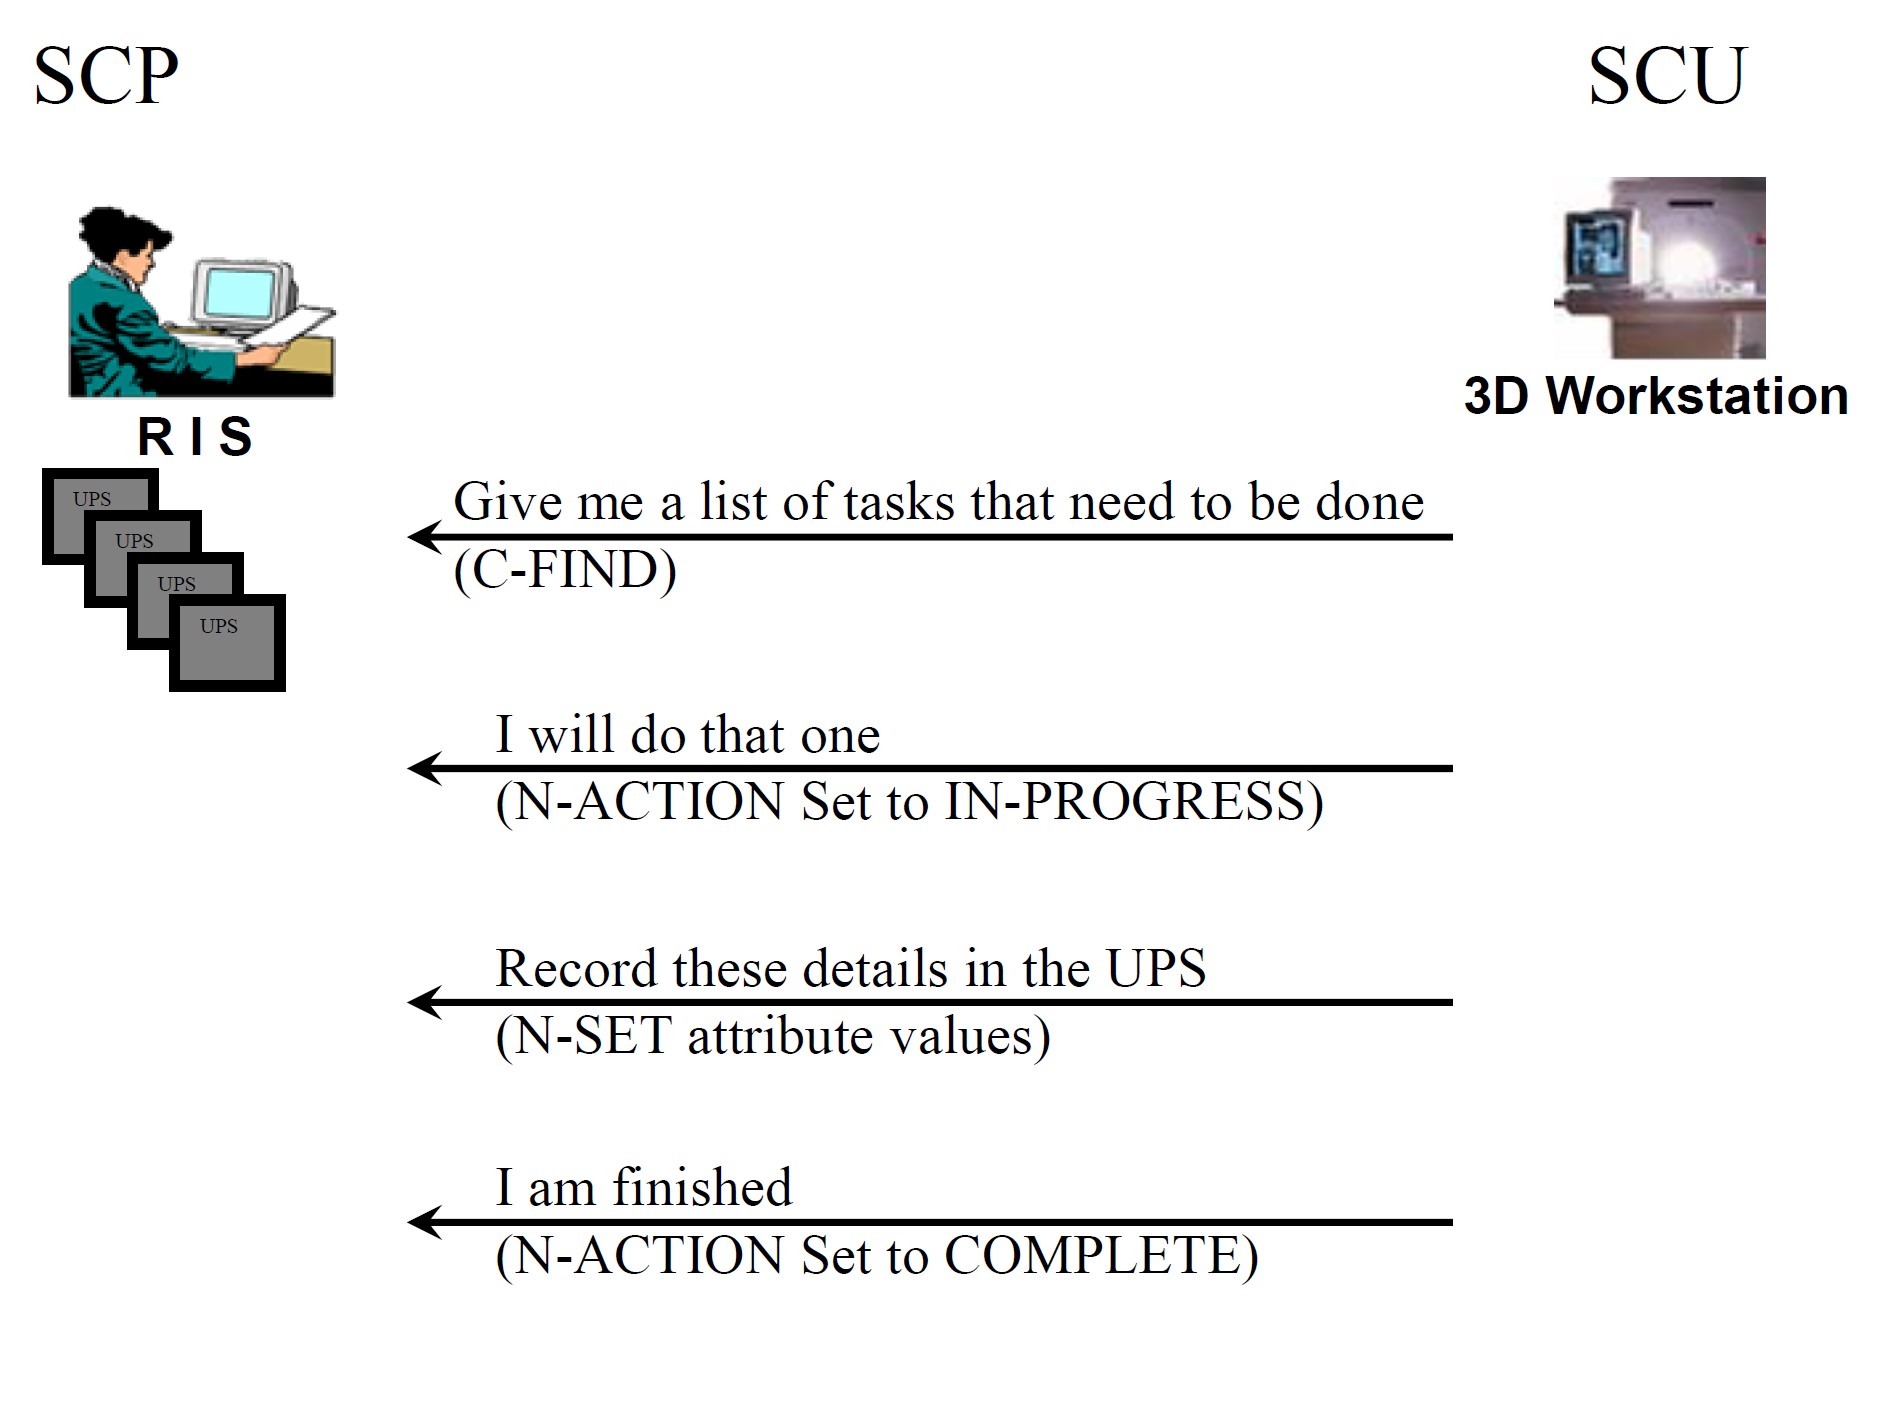 SCP
SCU
R I S
3D Workstation
UPS
UPS
UPS
UPS
Give me a list of tasks that need to be done
(C-FIND)
I will do that one
(N-ACTION Set to IN-PROGRESS)
Record these details in the UPS
(N-SET attribute values)
I am finished
(N-ACTION Set to COMPLETE)